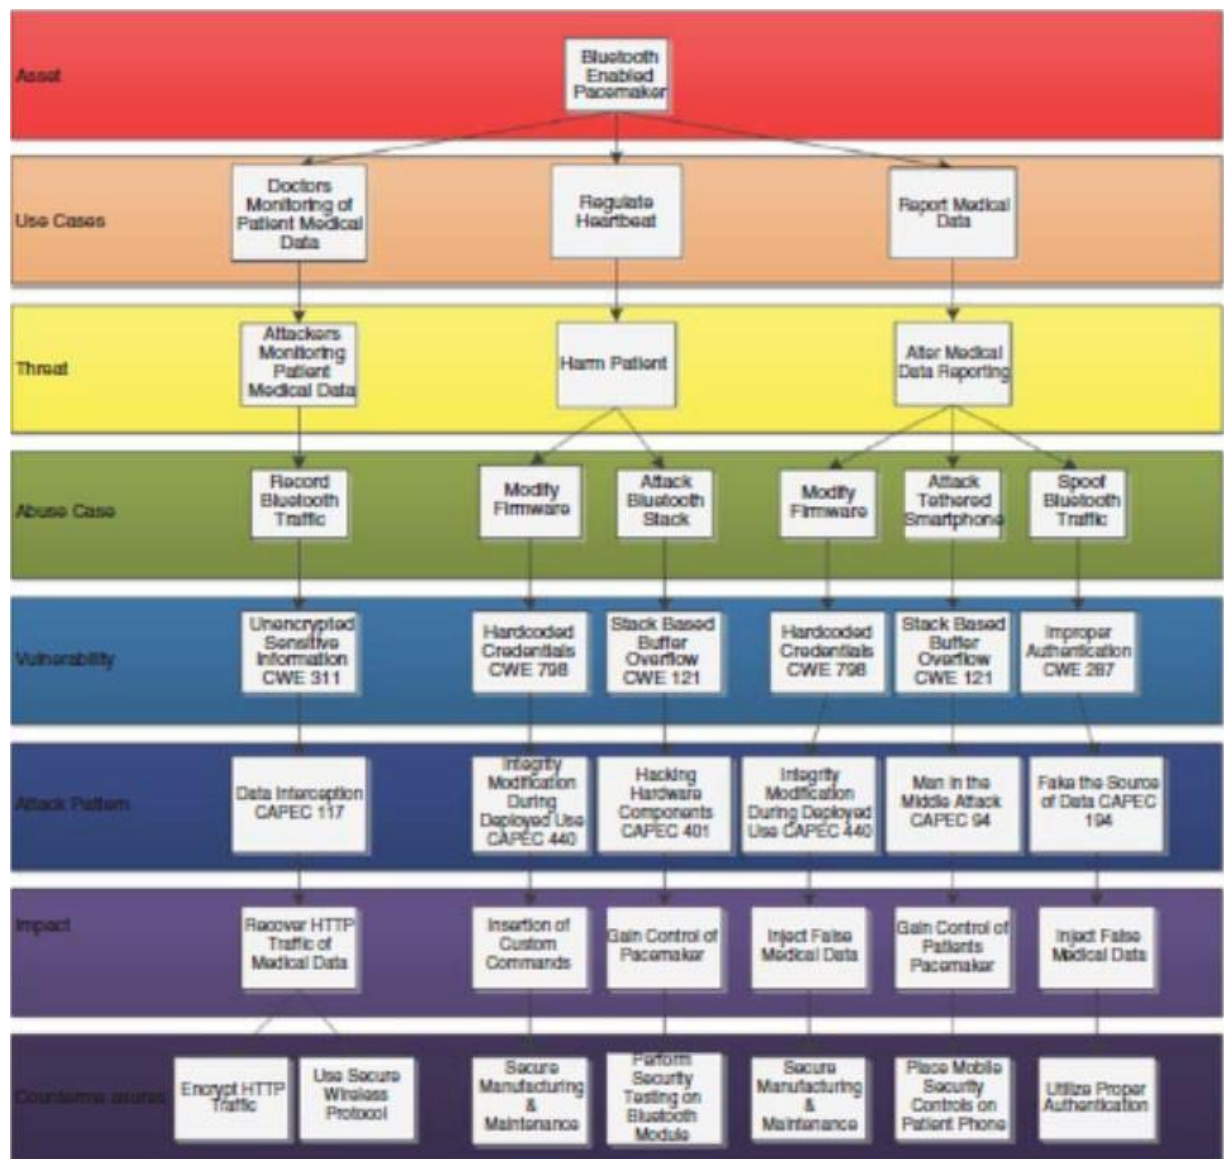 Asset
Bluetooth
Enabled
Pacemaker
Use Cases
Doctors
Monitoring of
Patient Medical
Data
Regulate
Heartbeat
Report Medical
Data
Threat
Attackers
Monitoring
Patient
Medical Data
Harm Patient
Alter Medical
Data Reporting
Abuse Case
Record
Bluetooth
Traffic
Modify
Firmware
Attack
Bluetooth
Stack
Modify
Firmware
Attack
Tethered
Smartphone
Spoof
Bluetooth
Traffic
Vulnerability
Unencrypted
Sensitive
Information
CWE 311
Hardcoded
Credentials
CWE 798
Stack Based
Buffer
Overflow
CWE 121
Hardcoded
Credentials
CWE 798
Stack Based
Buffer
Overflow
CWE 121
Improper
Authentication
CWE 287
Attack Pattern
Data Interception
CAPEC 117
Integrity
Modification
During
Deployed Use
CAPEC 440
Hacking
Hardware
Components
CAPEC 401
Integrity
Modification
During Deployed
Use CAPEC 440
Man in the
Middle Attack
CAPEC 94
Fake the Source
of Data CAPEC
194
Impact
Recover HTTP
Traffic of
Medical Data
Insertion of
Custom
Commands
Gain Control of
Pacemaker
Inject False
Medical Data
Gain Control of
Patients
Pacemaker
Inject False
Medical Data
Countermeasures
Encrypt HTTP
Traffic
Use Secure
Wireless
Protocol
Secure
Manufacturing
&
Maintenance
Perform
Security
Testing on
Bluetooth
Module
Secure
Manufacturing
&
Maintenance
Place Mobile
Security
Controls on
Patient Phone
Utilize Proper
Authentication